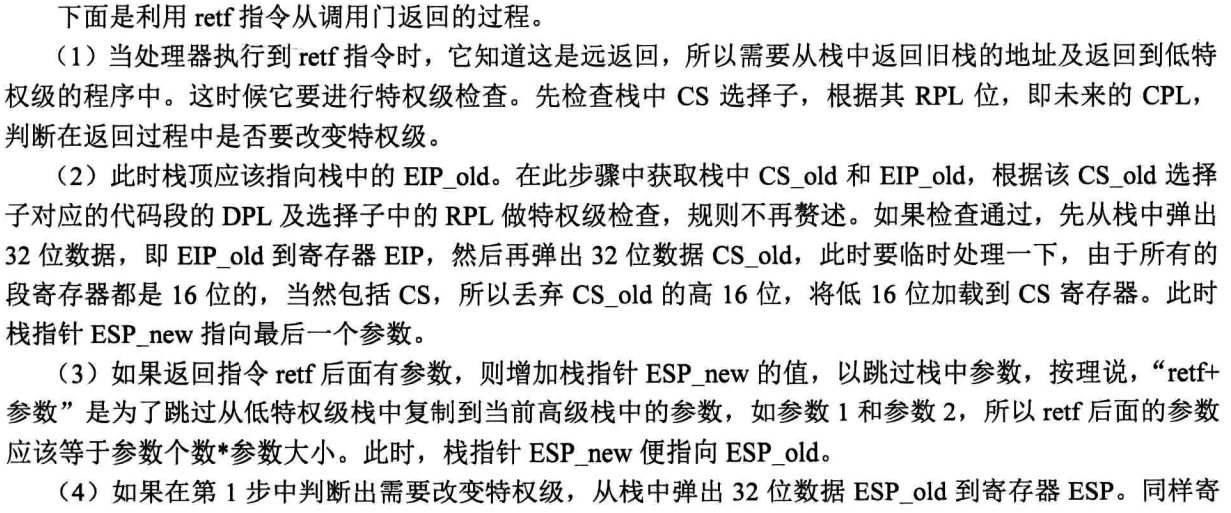 下面是利用 retf 指令从调用门返回的过程。
（1）当处理器执行到 retf 指令时，它知道这是远返回，所以需要从栈中返回旧栈的地址及返回到低特
权级的程序中。这时候它要进行特权级检查。先检查栈中 CS 选择子，根据其 RPL 位，即未来的 CPL，
判断在返回过程中是否要改变特权级。
（2）此时栈顶应该指向栈中的 EIP_old。在此步骤中获取栈中 CS_old 和 EIP_old，根据该 CS_old 选择
子对应的代码段的 DPL 及选择子中的 RPL 做特权级检查，规则不再赘述。如果检查通过，先从栈中弹出
32 位数据，即 EIP_old 到寄存器 EIP，然后再弹出 32 位数据 CS_old，此时要临时处理一下，由于所有的
段寄存器都是 16 位的，当然包括 CS，所以丢弃 CS_old 的高 16 位，将低 16 位加载到 CS 寄存器。此时
栈指针 ESP_new 指向最后一个参数。
（3）如果返回指令 retf 后面有参数，则增加栈指针 ESP_new 的值，以跳过栈中参数，按理说，“retf+
参数”是为了跳过从低特权级栈中复制到当前高级栈中的参数，如参数 1 和参数 2，所以 retf 后面的参数
应该等于参数个数*参数大小。此时，栈指针 ESP_new 便指向 ESP_old。
（4）如果在第 1 步中判断出需要改变特权级，从栈中弹出 32 位数据 ESP_old 到寄存器 ESP。同样寄